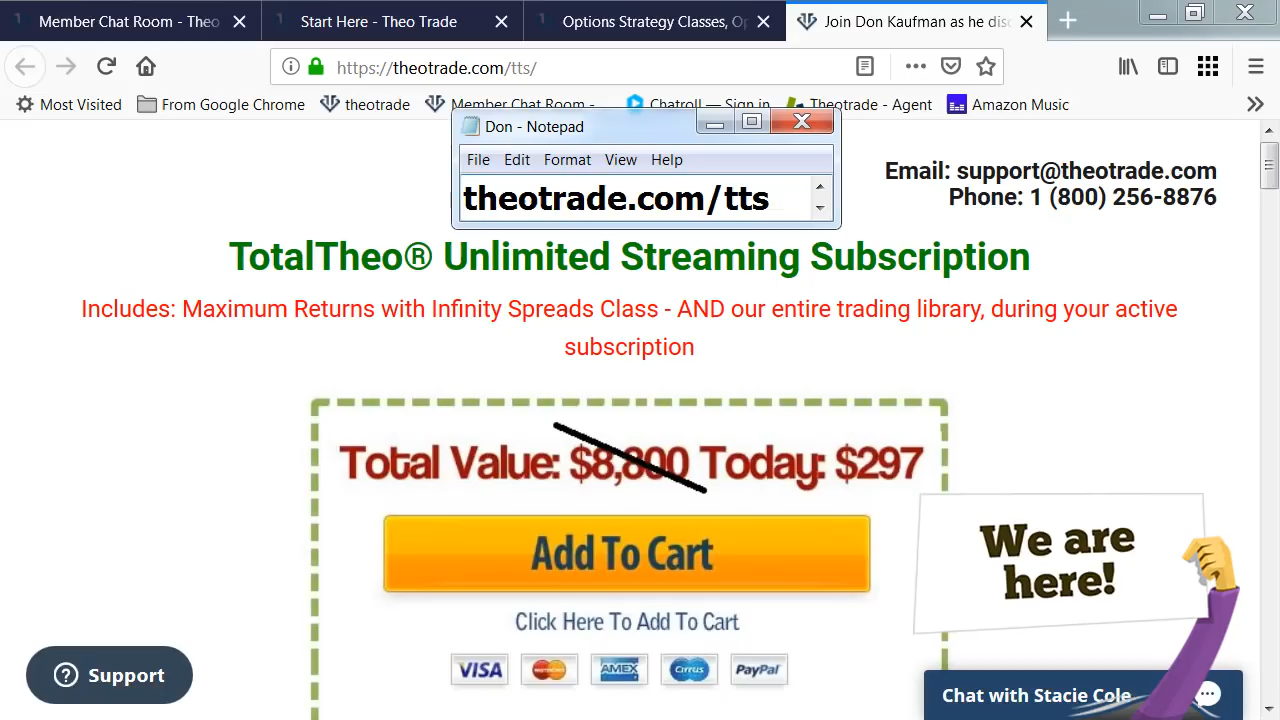 Member Chat Room - Theo
Start Here - Theo Trade
Options Strategy Classes, Op
Join Don Kaufman as he disc
https://theotrade.com/tts/
Most Visited
From Google Chrome
theotrade
Member Chat Room -
Chatroll — Sign in
Theotrade - Agent
Amazon Music
Don - Notepad
File Edit Format View Help
theotrade.com/tts
Email: support@theotrade.com
Phone: 1 (800) 256-8876
TotalTheo® Unlimited Streaming Subscription
Includes: Maximum Returns with Infinity Spreads Class - AND our entire trading library, during your active
subscription
Total Value: $8,800 Today: $297
Add To Cart
Click Here To Add To Cart
VISA
MasterCard
AMEX
Cirrus
PayPal
We are
here!
Support
Chat with Stacie Cole